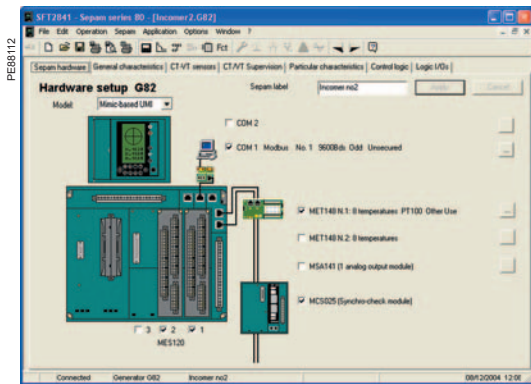 PE88112
SFT2841 - Sepam series 80 - [Incomer2.G82]
File Edit Operation Sepam Application Options Window ?
Fct
Sepam hardware General characteristics CT-VT sensors CT/VT Supervision Particular characteristics Control logic Logic I/Os
Hardware setup G82
Sepam label Incomer no2 Apply Cancel
Model: Mimic-based UMI
COM 2
COM 1 Modbus No. 1 9600Bds Odd Unsecured
...
MET148 N.1: 8 temperatures PT100 Other Use
...
MET148 N.2: 8 temperatures
MSA141 (1 analog output module)
MCS025 (Synchro-check module)
3 2 1
MES120
Connected Generator G82 Incomer no2 08/12/2004 12:08